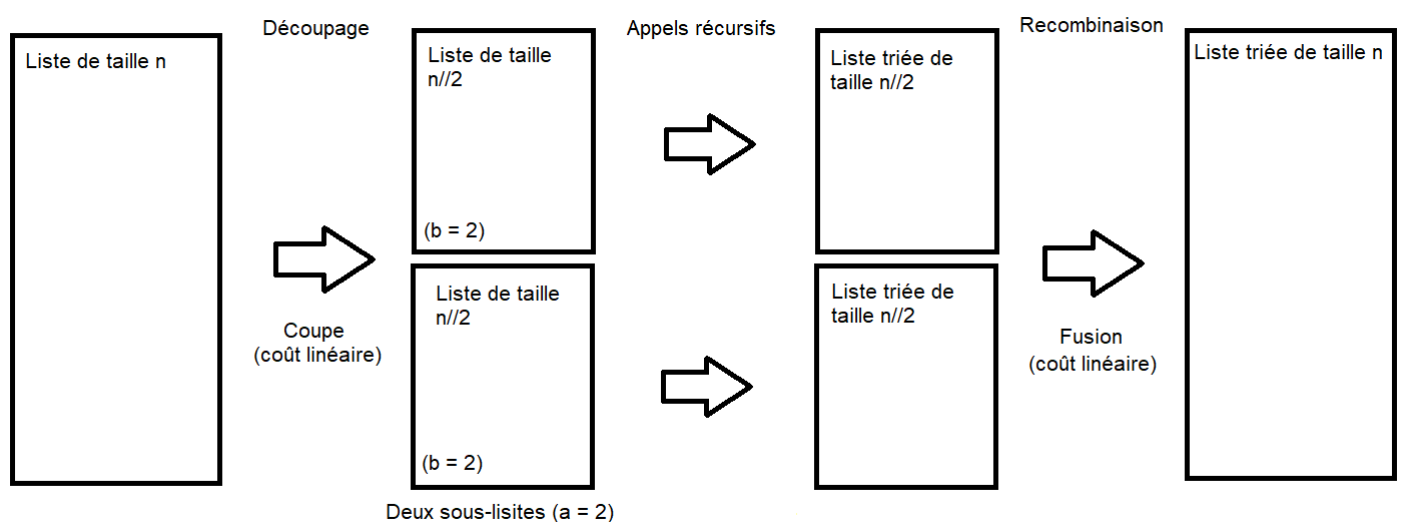 Découpage
Appels récursifs
Recombinaison
Liste de taille n
Liste de taille
n//2
(b = 2)
Liste de taille
n//2
(b = 2)
Coupe
(coût linéaire)
Deux sous-lisites (a = 2)
Liste triée de
taille n//2
Liste triée de
taille n//2
Fusion
(coût linéaire)
Liste triée de taille n